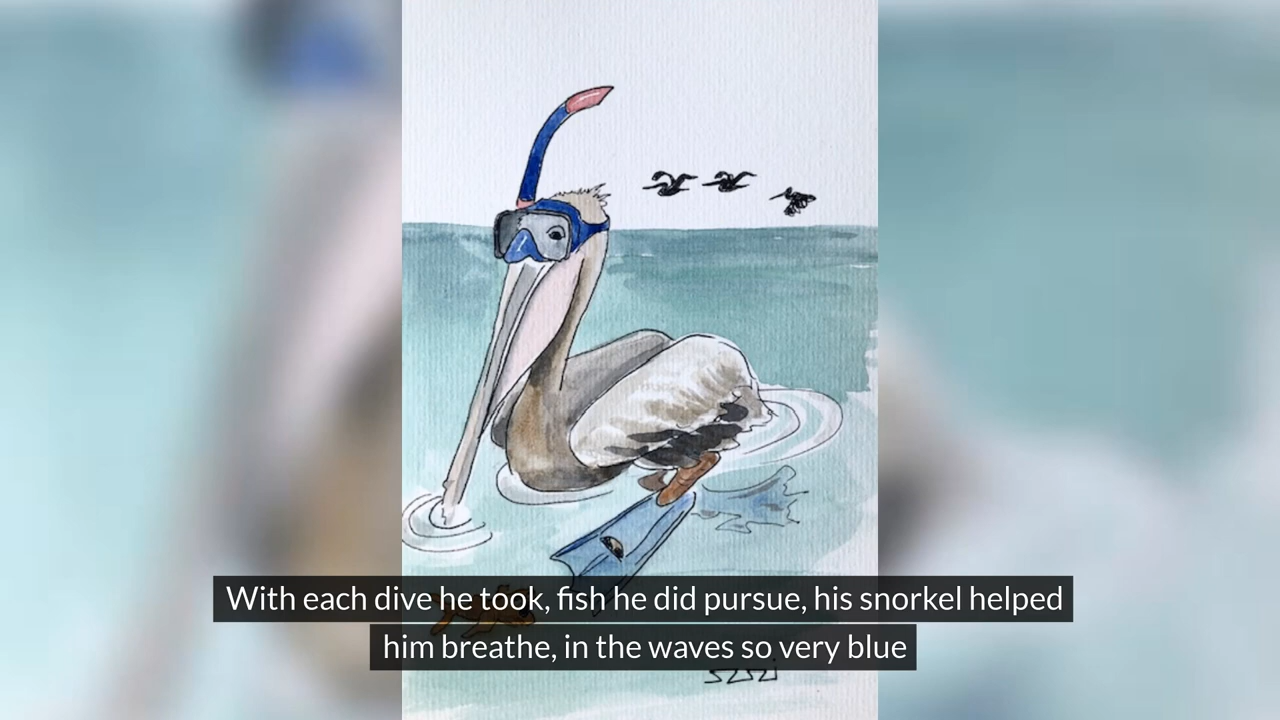 With each dive he took, fish he did pursue, his snorkel helped
him breathe, in the waves so very blue